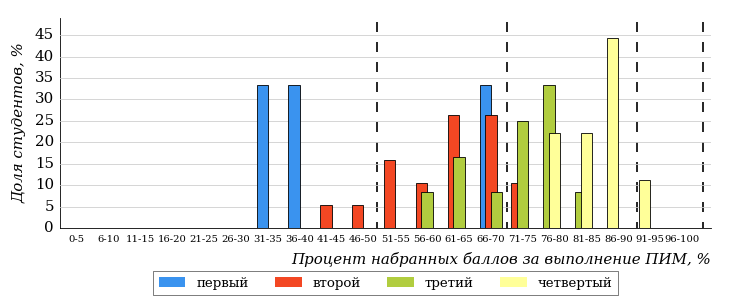 Доля студентов, %
45
40
35
30
25
20
15
10
5
0
0-5 6-10 11-15 16-20 21-25 26-30 31-35 36-40 41-45 46-50 51-55 56-60 61-65 66-70 71-75 76-80 81-85 86-90 91-95 96-100
Процент набранных баллов за выполнение ПИМ, %
первый второй третий четвертый